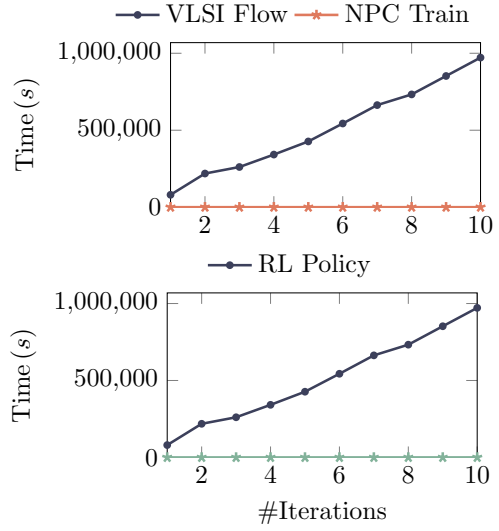 VLSI Flow NPC Train
1,000,000
500,000
0
Time (s)
2 4 6 8 10
RL Policy
1,000,000
500,000
0
Time (s)
2 4 6 8 10
#Iterations